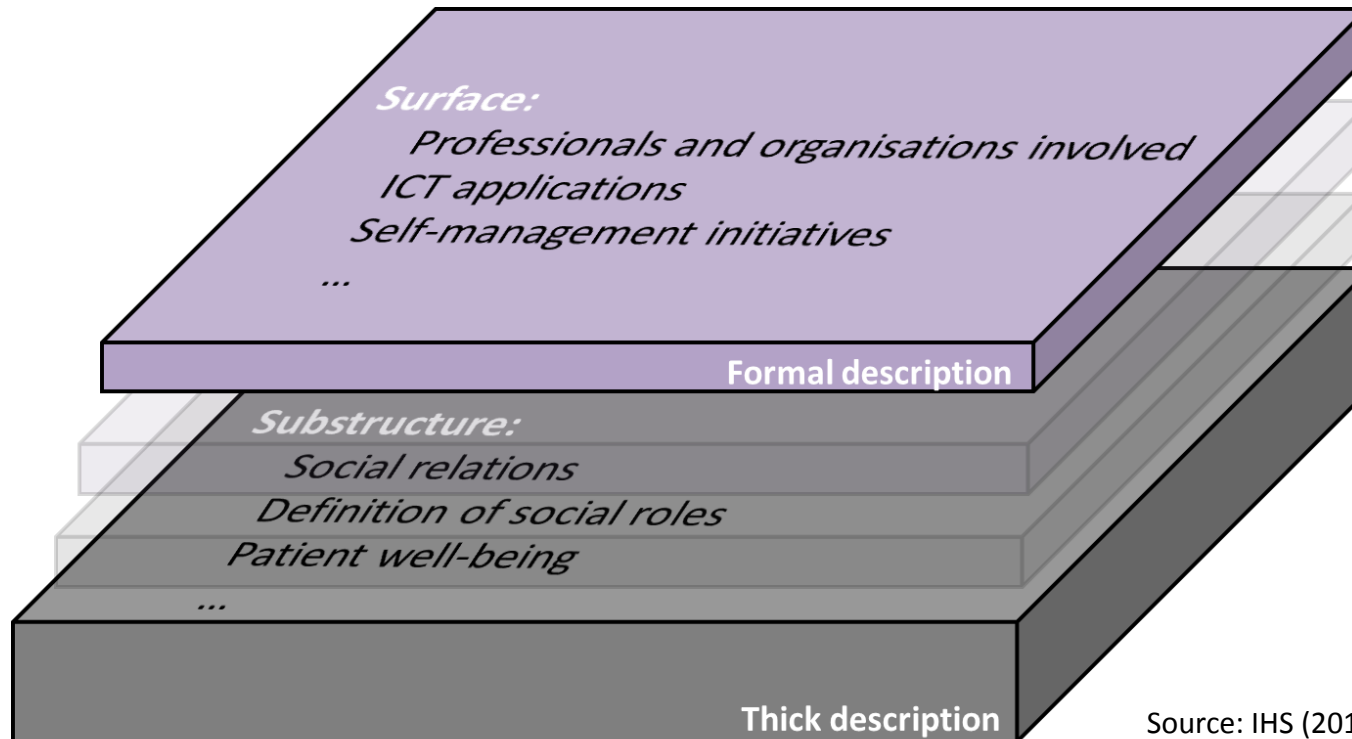 Surface:
Professionals and organisations involved
ICT applications
Self-management initiatives
...
Formal description
Substructure:
Social relations
Definition of social roles
Patient well-being
...
Thick description
Source: IHS (201